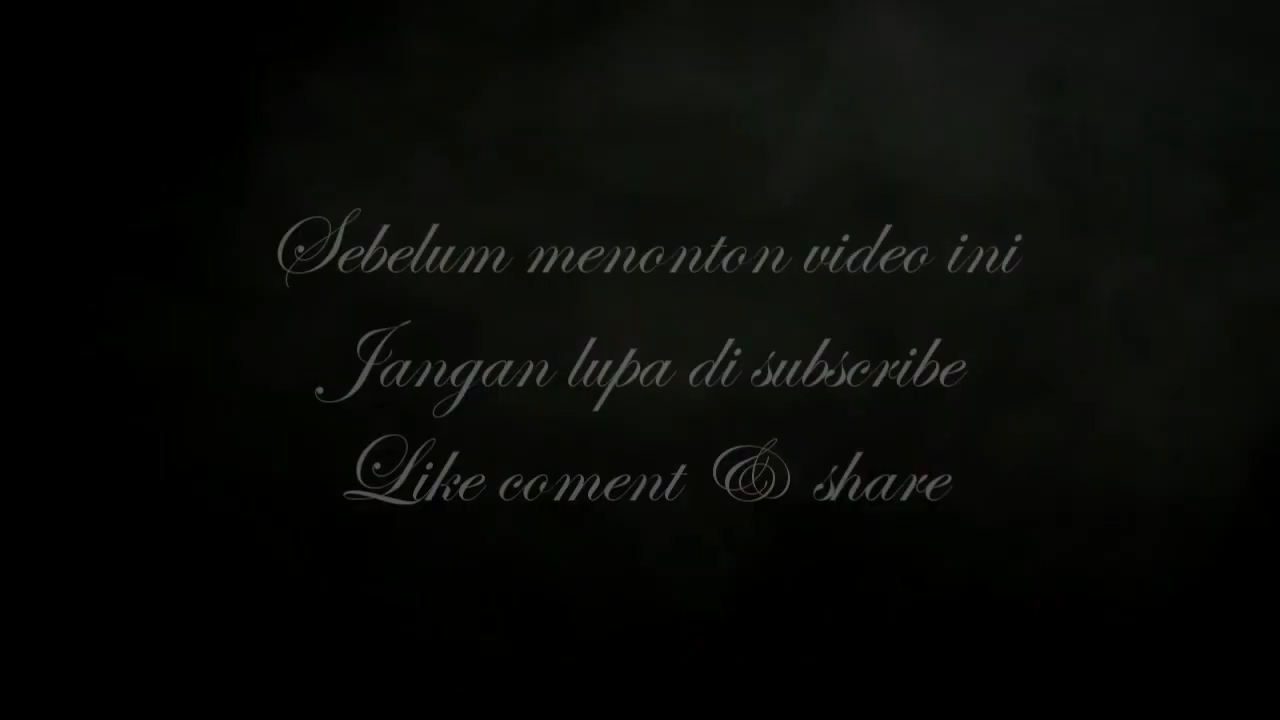 Sebelum menonton video ini
Jangan lupa di subscribe
Like coment & share